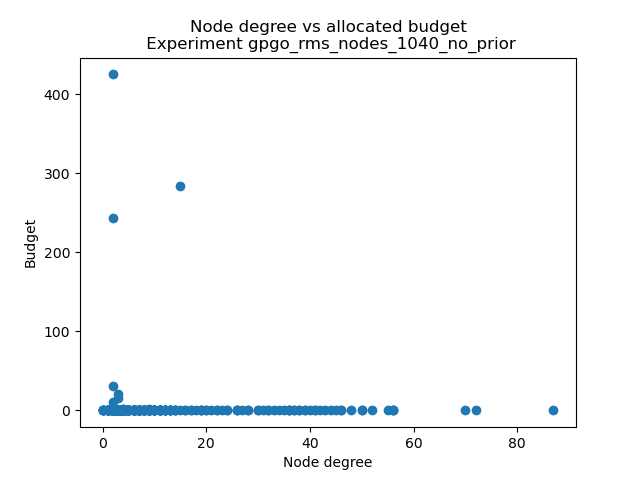 Node degree vs allocated budget
Experiment gpgo_rms_nodes_1040_no_prior
400
300
200
100
0
Budget
0 20 40 60 80
Node degree